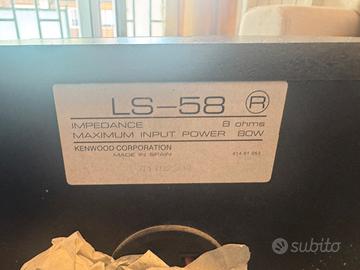 LS-58 R
IMPEDANCE 8 ohms
MAXIMUM INPUT POWER 80W
KENWOOD CORPORATION
MADE IN SPAIN
subito